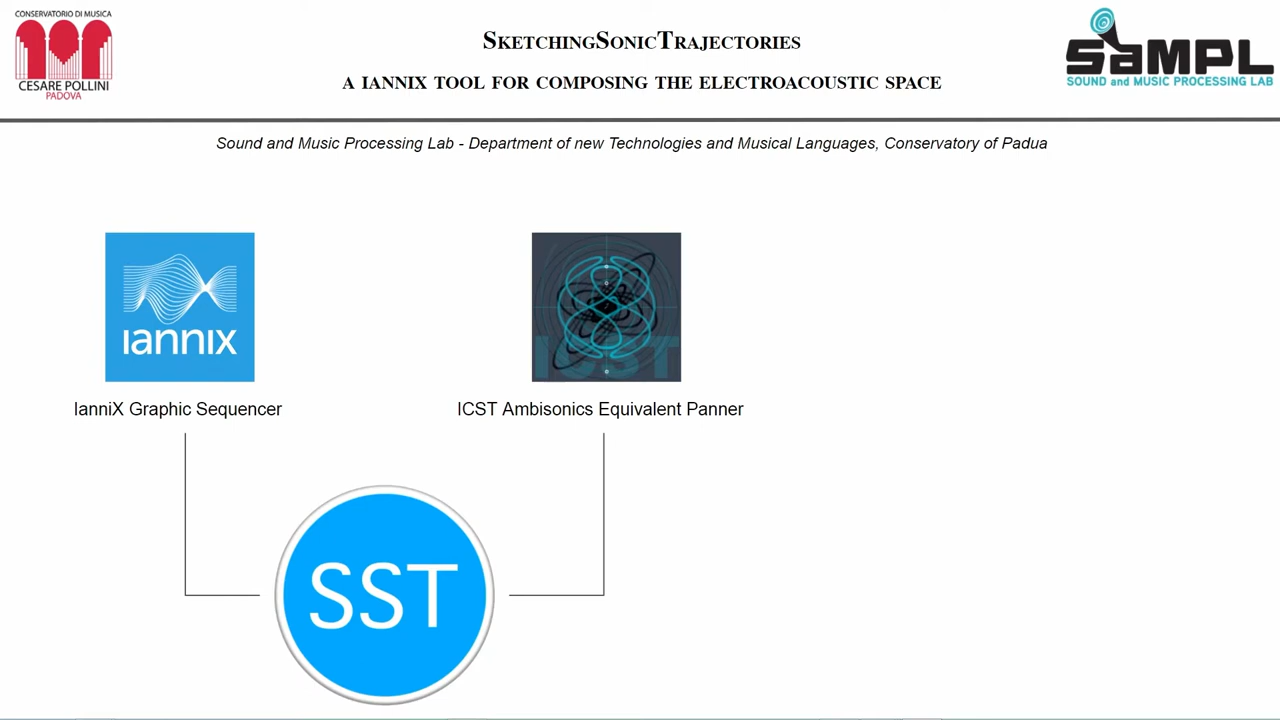 CONSERVATORIO DI MUSICA
CESARE POLLINI
PADOVA
SKETCHINGSONICTRAJECTORIES
A IANNIX TOOL FOR COMPOSING THE ELECTROACOUSTIC SPACE
SaMPL
SOUND and MUSIC PROCESSING LAB
Sound and Music Processing Lab - Department of new Technologies and Musical Languages, Conservatory of Padua
iannix
ICST
IanniX Graphic Sequencer
ICST Ambisonics Equivalent Panner
SST